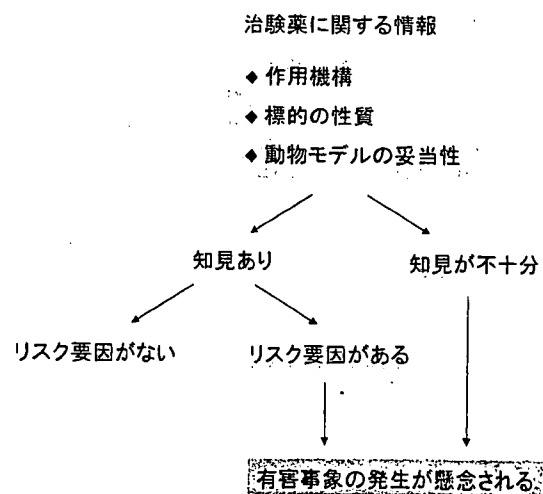 治験薬に関する情報
◆ 作用機構
◆ 標的の性質
◆ 動物モデルの妥当性
知見あり
知見が不十分
リスク要因がない
リスク要因がある
有害事象の発生が懸念される